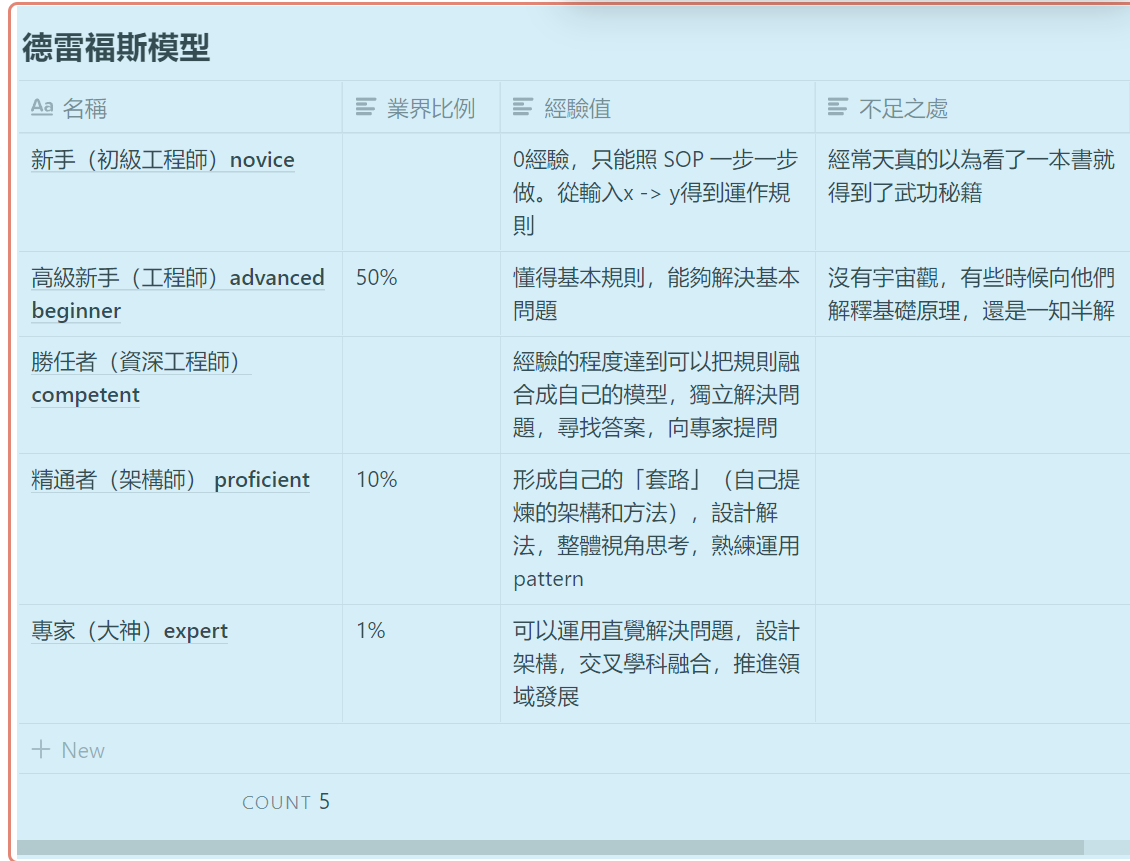 德雷福斯模型
Aa 名稱
業界比例
經驗值
不足之處
新手（初級工程師）novice
0經驗，只能照 SOP 一步一步
做。從輸入x -> y得到運作規
則
經常天真的以為看了一本書就
得到了武功秘籍
高級新手（工程師）advanced
beginner
50%
懂得基本規則，能夠解決基本
問題
沒有宇宙觀，有些時候向他們
解釋基礎原理，還是一知半解
勝任者（資深工程師）
competent
經驗的程度達到可以把規則融
合成自己的模型，獨立解決問
題，尋找答案，向專家提問
精通者（架構師） proficient
10%
形成自己的「套路」（自己提
煉的架構和方法），設計解
法，整體視角思考，熟練運用
pattern
專家（大神）expert
1%
可以運用直覺解決問題，設計
架構，交叉學科融合，推進領
域發展
+ New
COUNT 5